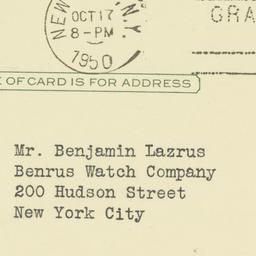 NEW N.Y.
OCT 17
8-PM
1950
GRA
OF CARD IS FOR ADDRESS
Mr. Benjamin Lazrus
Benrus Watch Company
200 Hudson Street
New York City